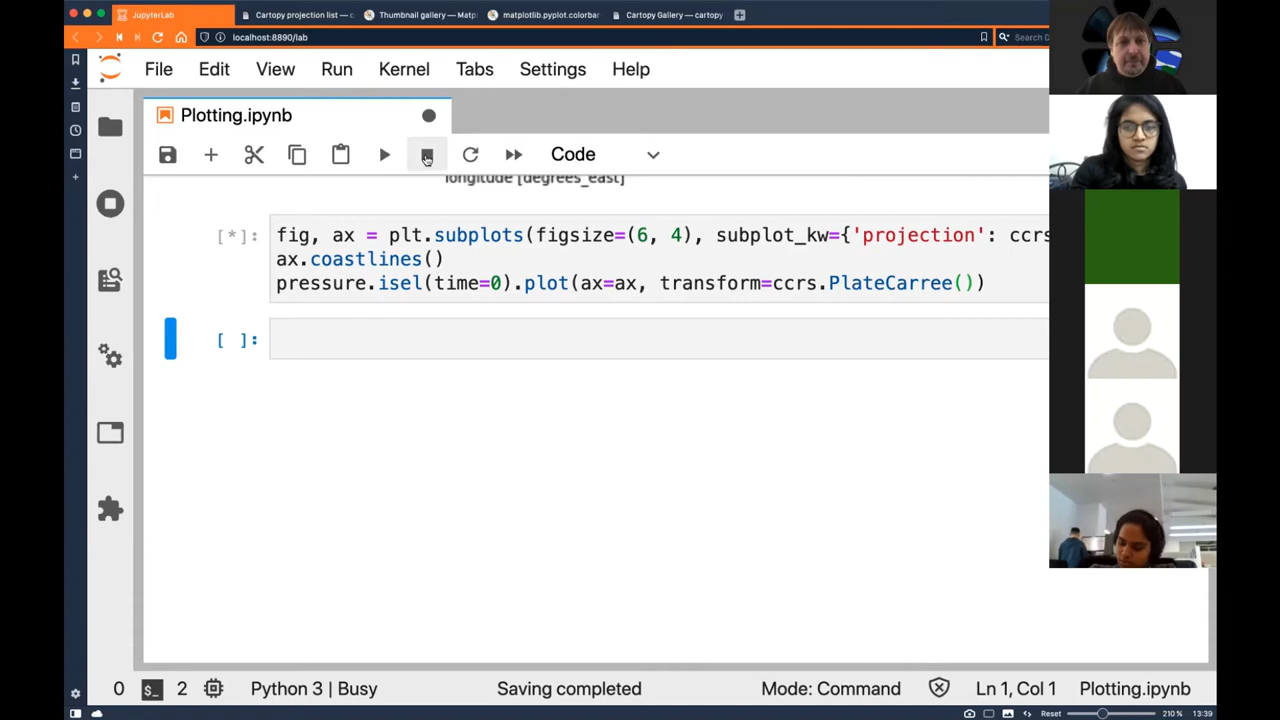 JupyterLab
Cartopy projection list — c
Thumbnail gallery — Matpl
matplotlib.pyplot.colorbar
Cartopy Gallery — cartopy
localhost:8890/lab
Search D
File Edit View Run Kernel Tabs Settings Help
Plotting.ipynb
Code
longitude [degrees_east]
[*]:
fig, ax = plt.subplots(figsize=(6, 4), subplot_kw={'projection': ccrs
ax.coastlines()
pressure.isel(time=0).plot(ax=ax, transform=ccrs.PlateCarree())
[ ]:
0 $_ 2 Python 3 | Busy Saving completed Mode: Command Ln 1, Col 1 Plotting.ipynb
Reset 210 % 13:39